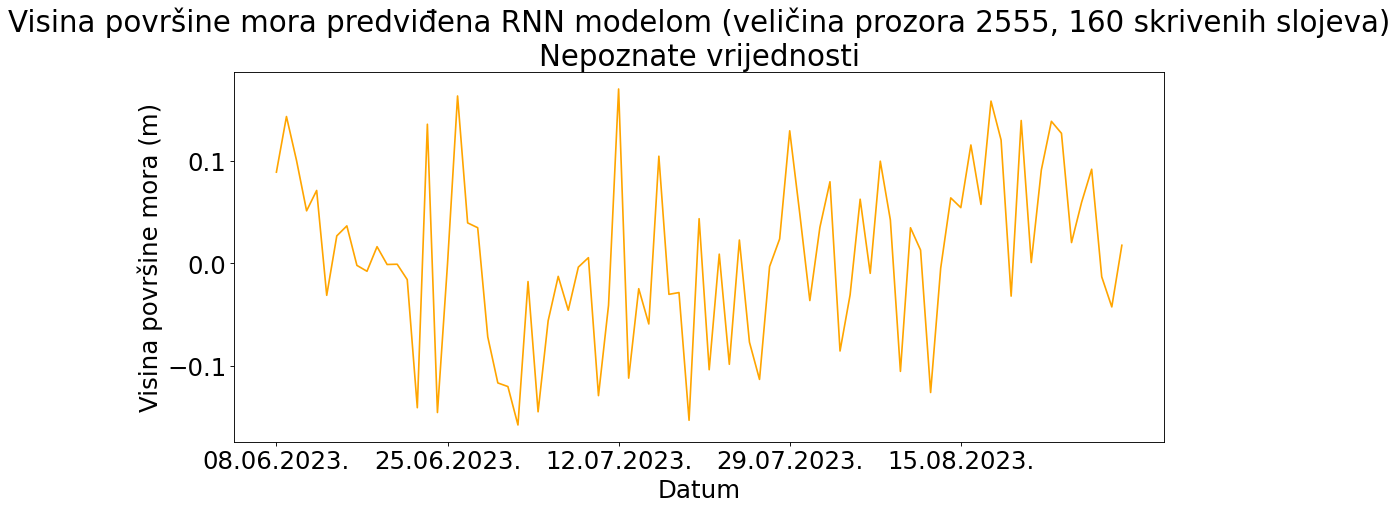 Visina površine mora predviđena RNN modelom (veličina prozora 2555, 160 skrivenih slojeva)
Nepoznate vrijednosti
Visina površine mora (m)
0.1
0.0
−0.1
08.06.2023. 25.06.2023. 12.07.2023. 29.07.2023. 15.08.2023.
Datum